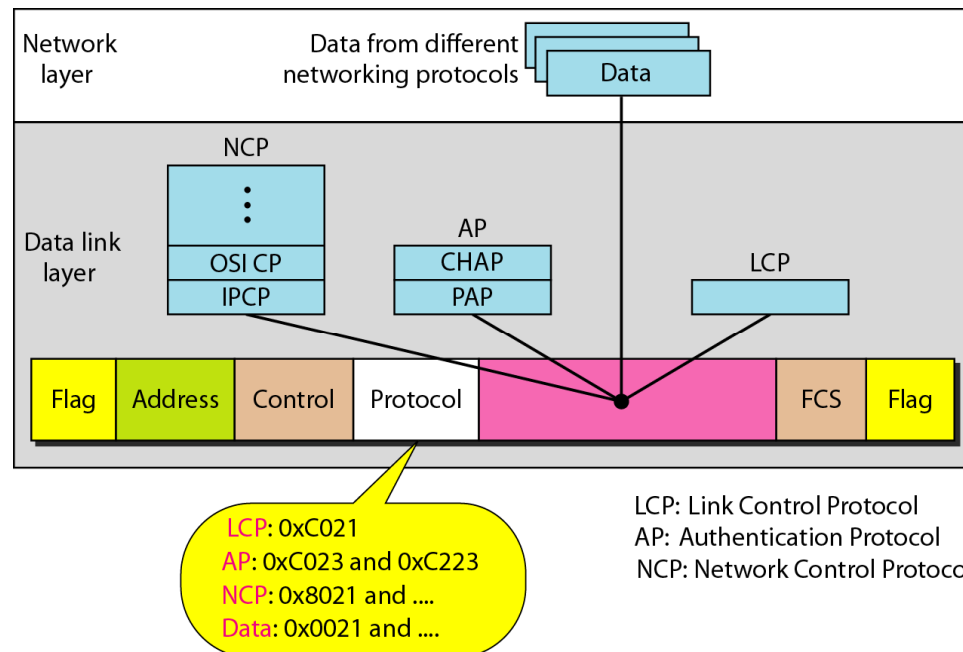 Network
layer
Data from different
networking protocols
Data
NCP
Data link
layer
OSI CP
IPCP
AP
CHAP
PAP
LCP
Flag Address Control Protocol FCS Flag
LCP: 0xC021
AP: 0xC023 and 0xC223
NCP: 0x8021 and ....
Data: 0x0021 and ....
LCP: Link Control Protocol
AP: Authentication Protocol
NCP: Network Control Protoco